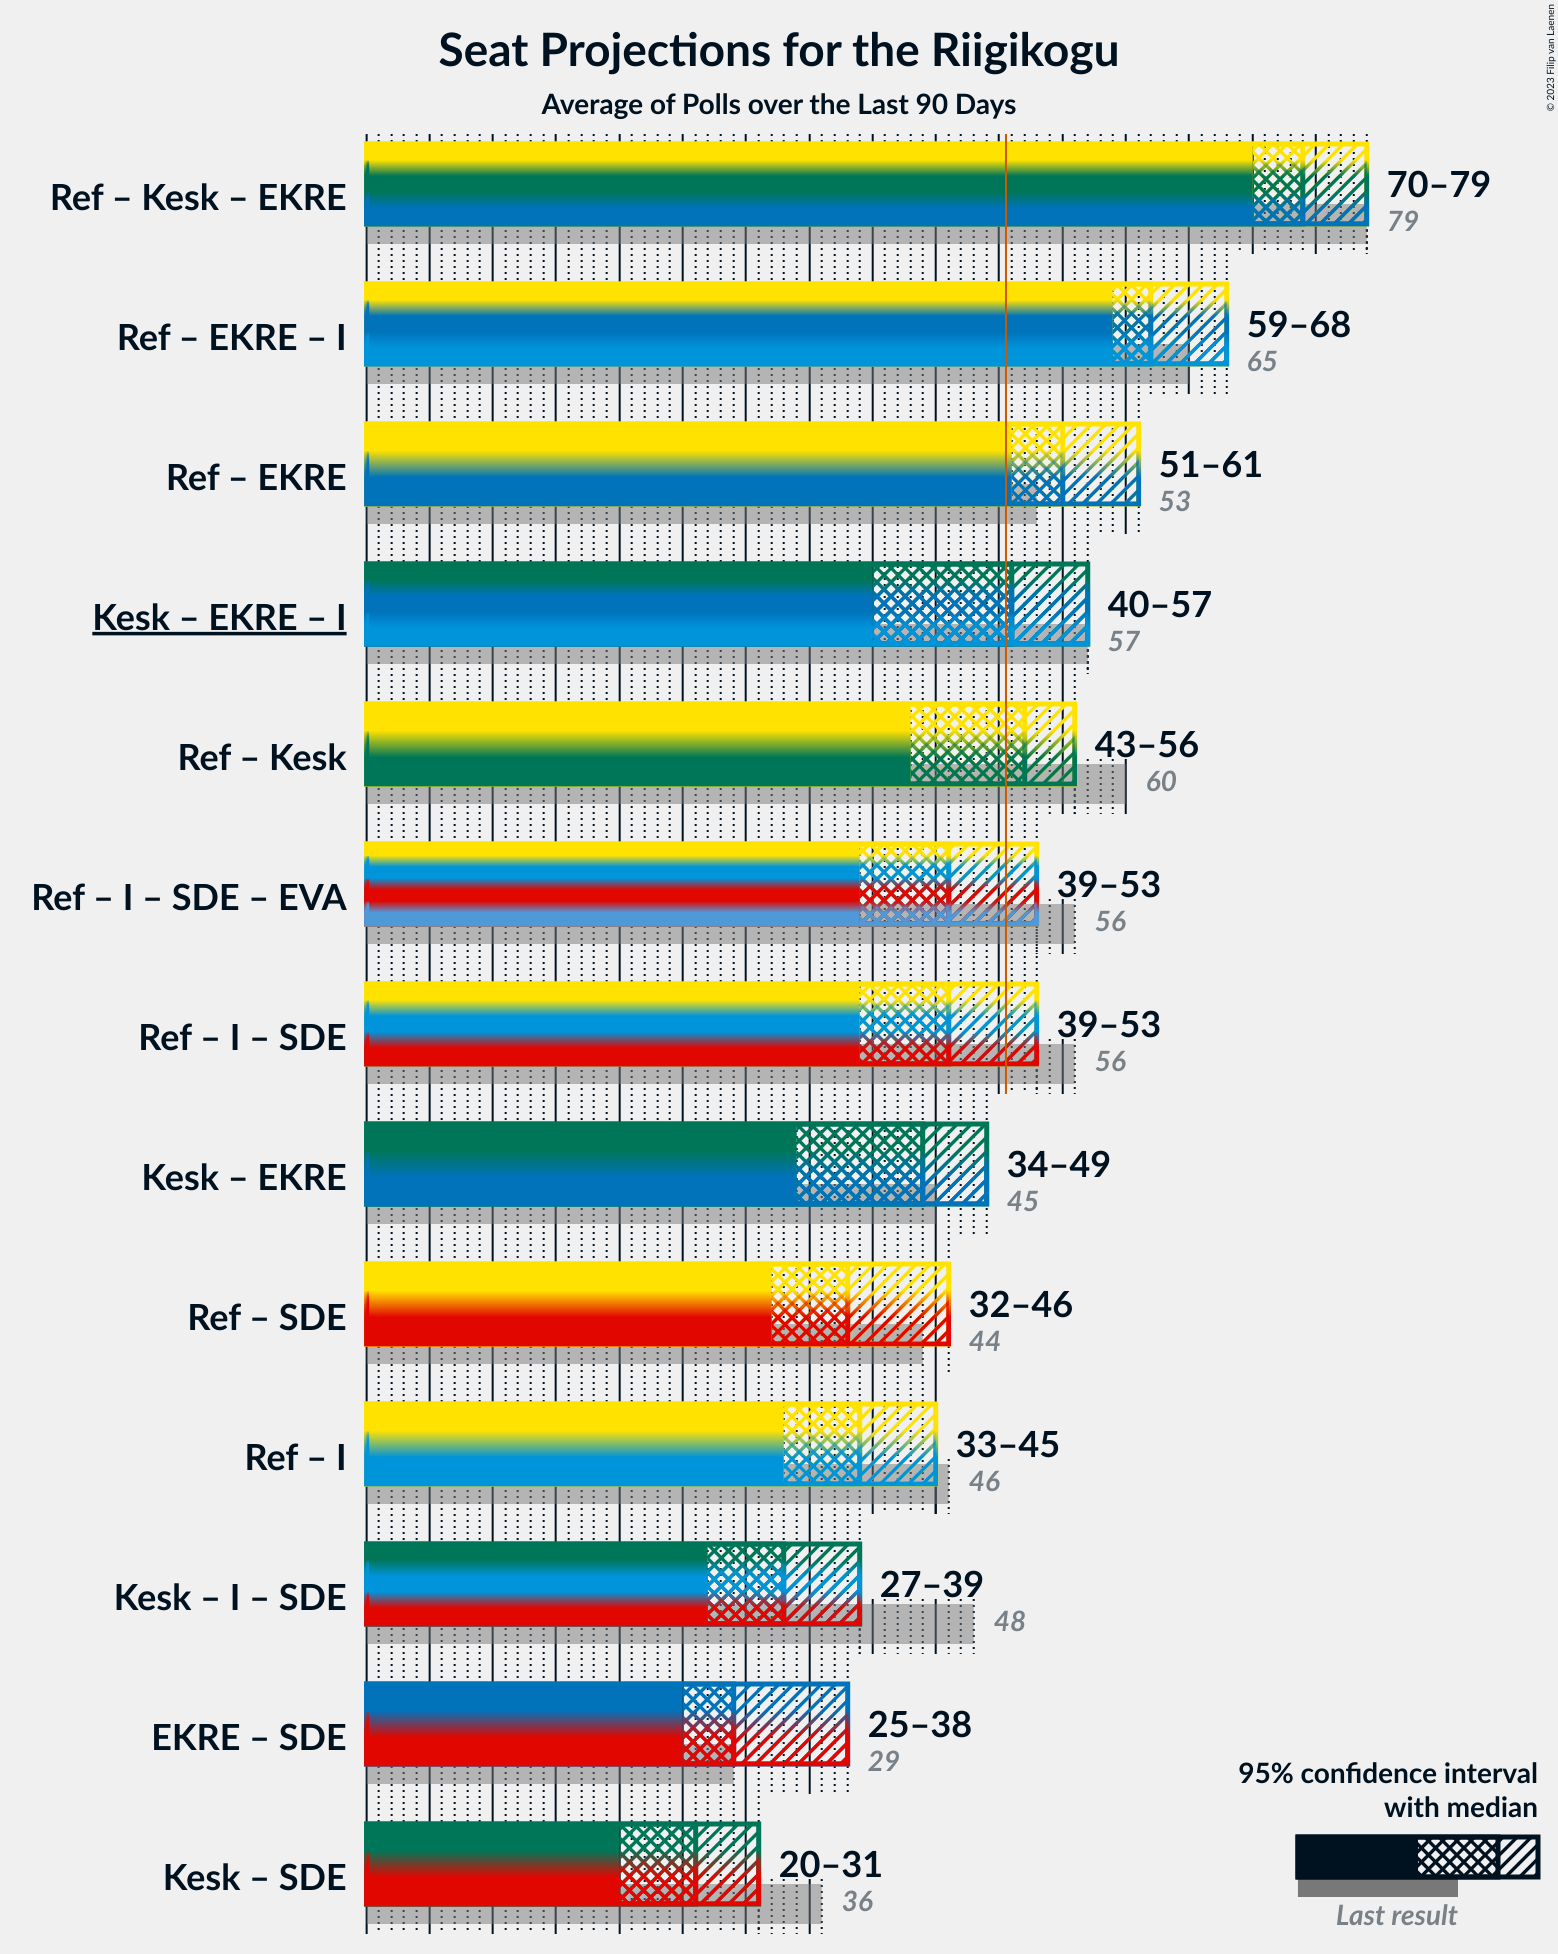 Seat Projections for the Riigikogu
Average of Polls over the Last 90 Days
© 2023 Filip van Laenen
Ref – Kesk – EKRE
70–79
79
Ref – EKRE – I
59–68
65
Ref – EKRE
51–61
53
Kesk – EKRE – I
40–57
57
Ref – Kesk
43–56
60
Ref – I – SDE – EVA
39–53
56
Ref – I – SDE
39–53
56
Kesk – EKRE
34–49
45
Ref – SDE
32–46
44
Ref – I
33–45
46
Kesk – I – SDE
27–39
48
EKRE – SDE
25–38
29
Kesk – SDE
20–31
36
95% confidence interval
with median
Last result